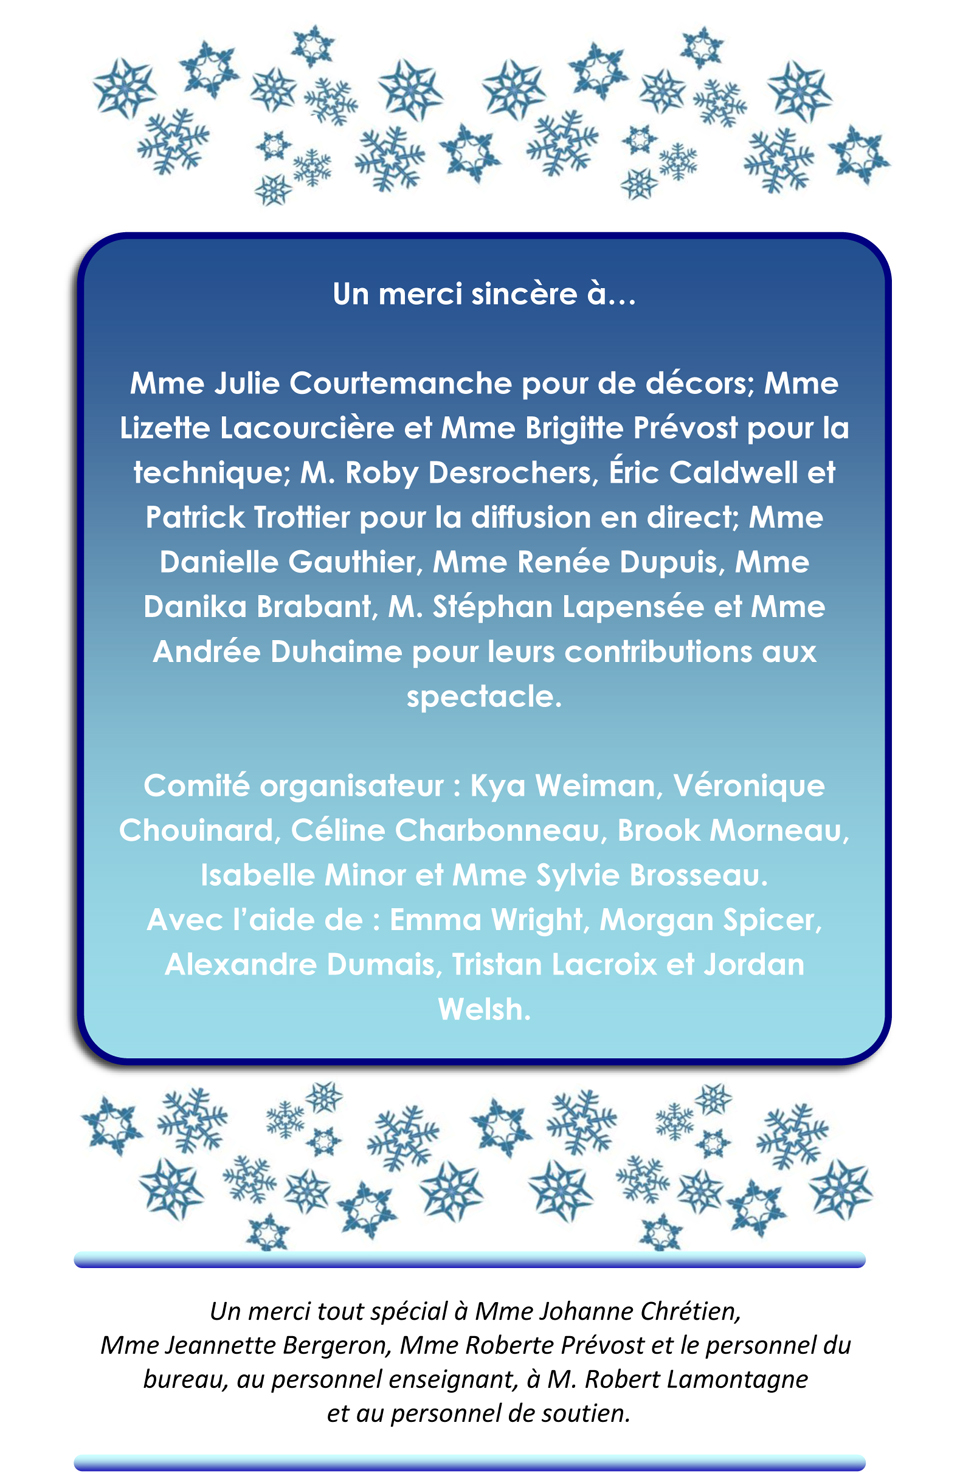 Un merci sincère à…
Mme Julie Courtemanche pour de décors; Mme
Lizette Lacourcière et Mme Brigitte Prévost pour la
technique; M. Roby Desrochers, Éric Caldwell et
Patrick Trottier pour la diffusion en direct; Mme
Danielle Gauthier, Mme Renée Dupuis, Mme
Danika Brabant, M. Stéphan Lapensée et Mme
Andrée Duhaime pour leurs contributions aux
spectacle.
Comité organisateur : Kya Weiman, Véronique
Chouinard, Céline Charbonneau, Brook Morneau,
Isabelle Minor et Mme Sylvie Brosseau.
Avec l’aide de : Emma Wright, Morgan Spicer,
Alexandre Dumais, Tristan Lacroix et Jordan
Welsh.
Un merci tout spécial à Mme Johanne Chrétien,
Mme Jeannette Bergeron, Mme Roberte Prévost et le personnel du
bureau, au personnel enseignant, à M. Robert Lamontagne
et au personnel de soutien.